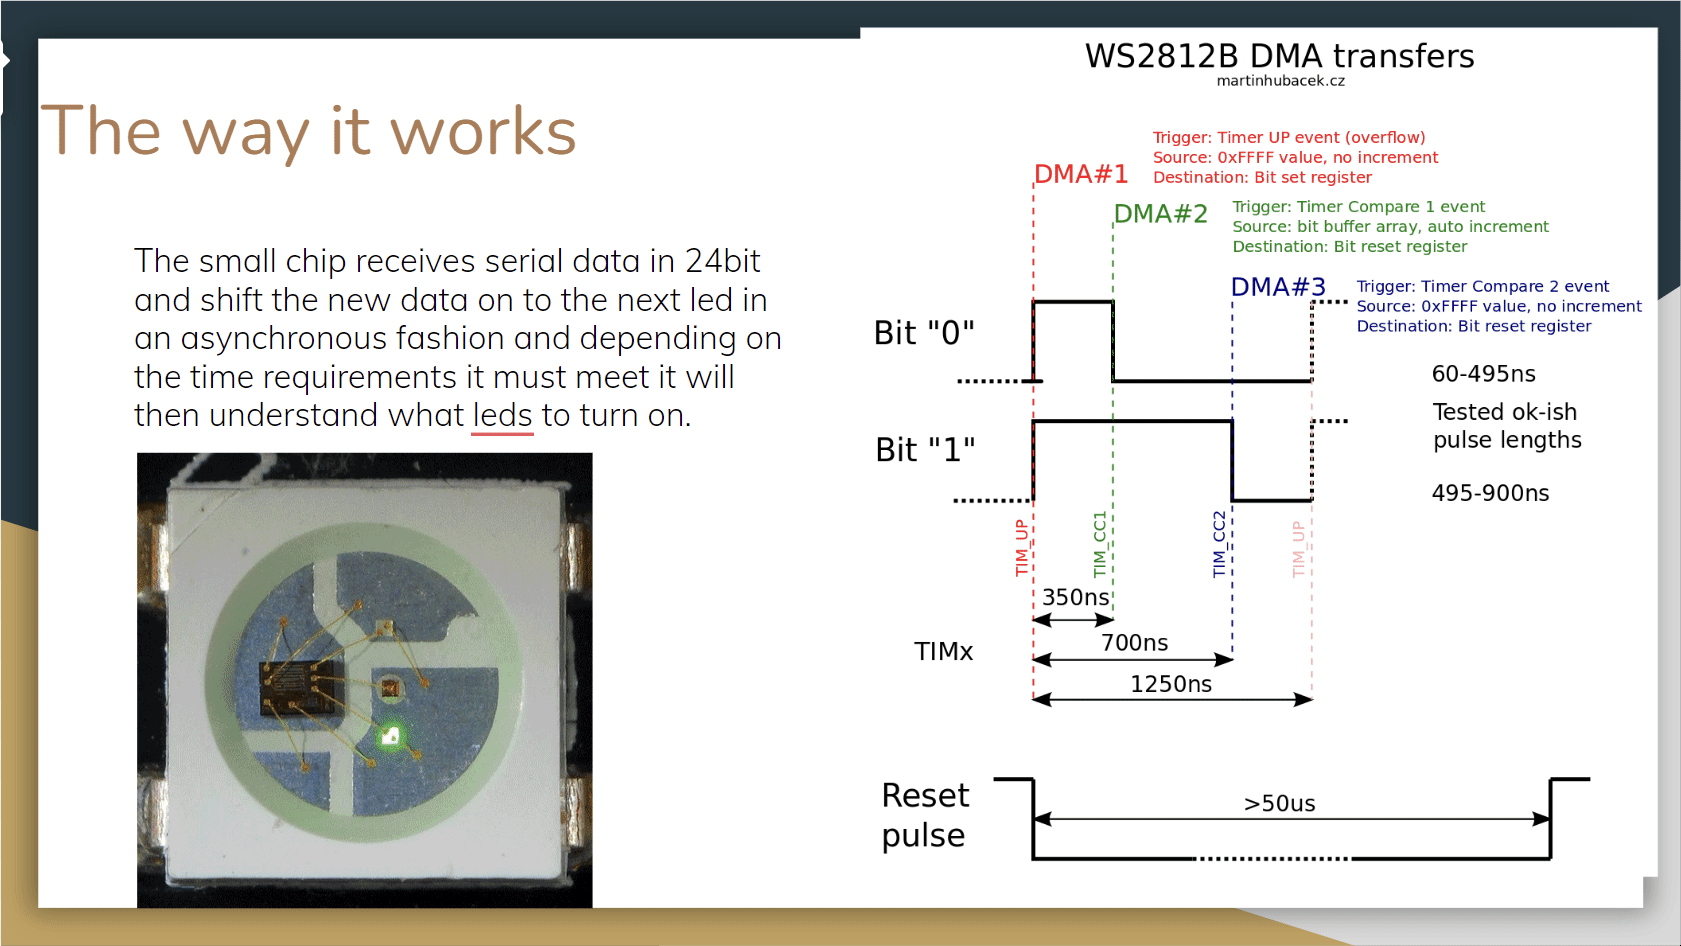 The way it works
The small chip receives serial data in 24bit
and shift the new data on to the next led in
an asynchronous fashion and depending on
the time requirements it must meet it will
then understand what leds to turn on.
WS2812B DMA transfers
martinhubacek.cz
DMA#1
Trigger: Timer UP event (overflow)
Source: 0xFFFF value, no increment
Destination: Bit set register
DMA#2
Trigger: Timer Compare 1 event
Source: bit buffer array, auto increment
Destination: Bit reset register
DMA#3
Trigger: Timer Compare 2 event
Source: 0xFFFF value, no increment
Destination: Bit reset register
Bit "0"
60-495ns
Tested ok-ish
pulse lengths
Bit "1"
495-900ns
TIM_UP
TIM_CC1
TIM_CC2
TIM_UP
350ns
TIMx
700ns
1250ns
Reset
pulse
>50us